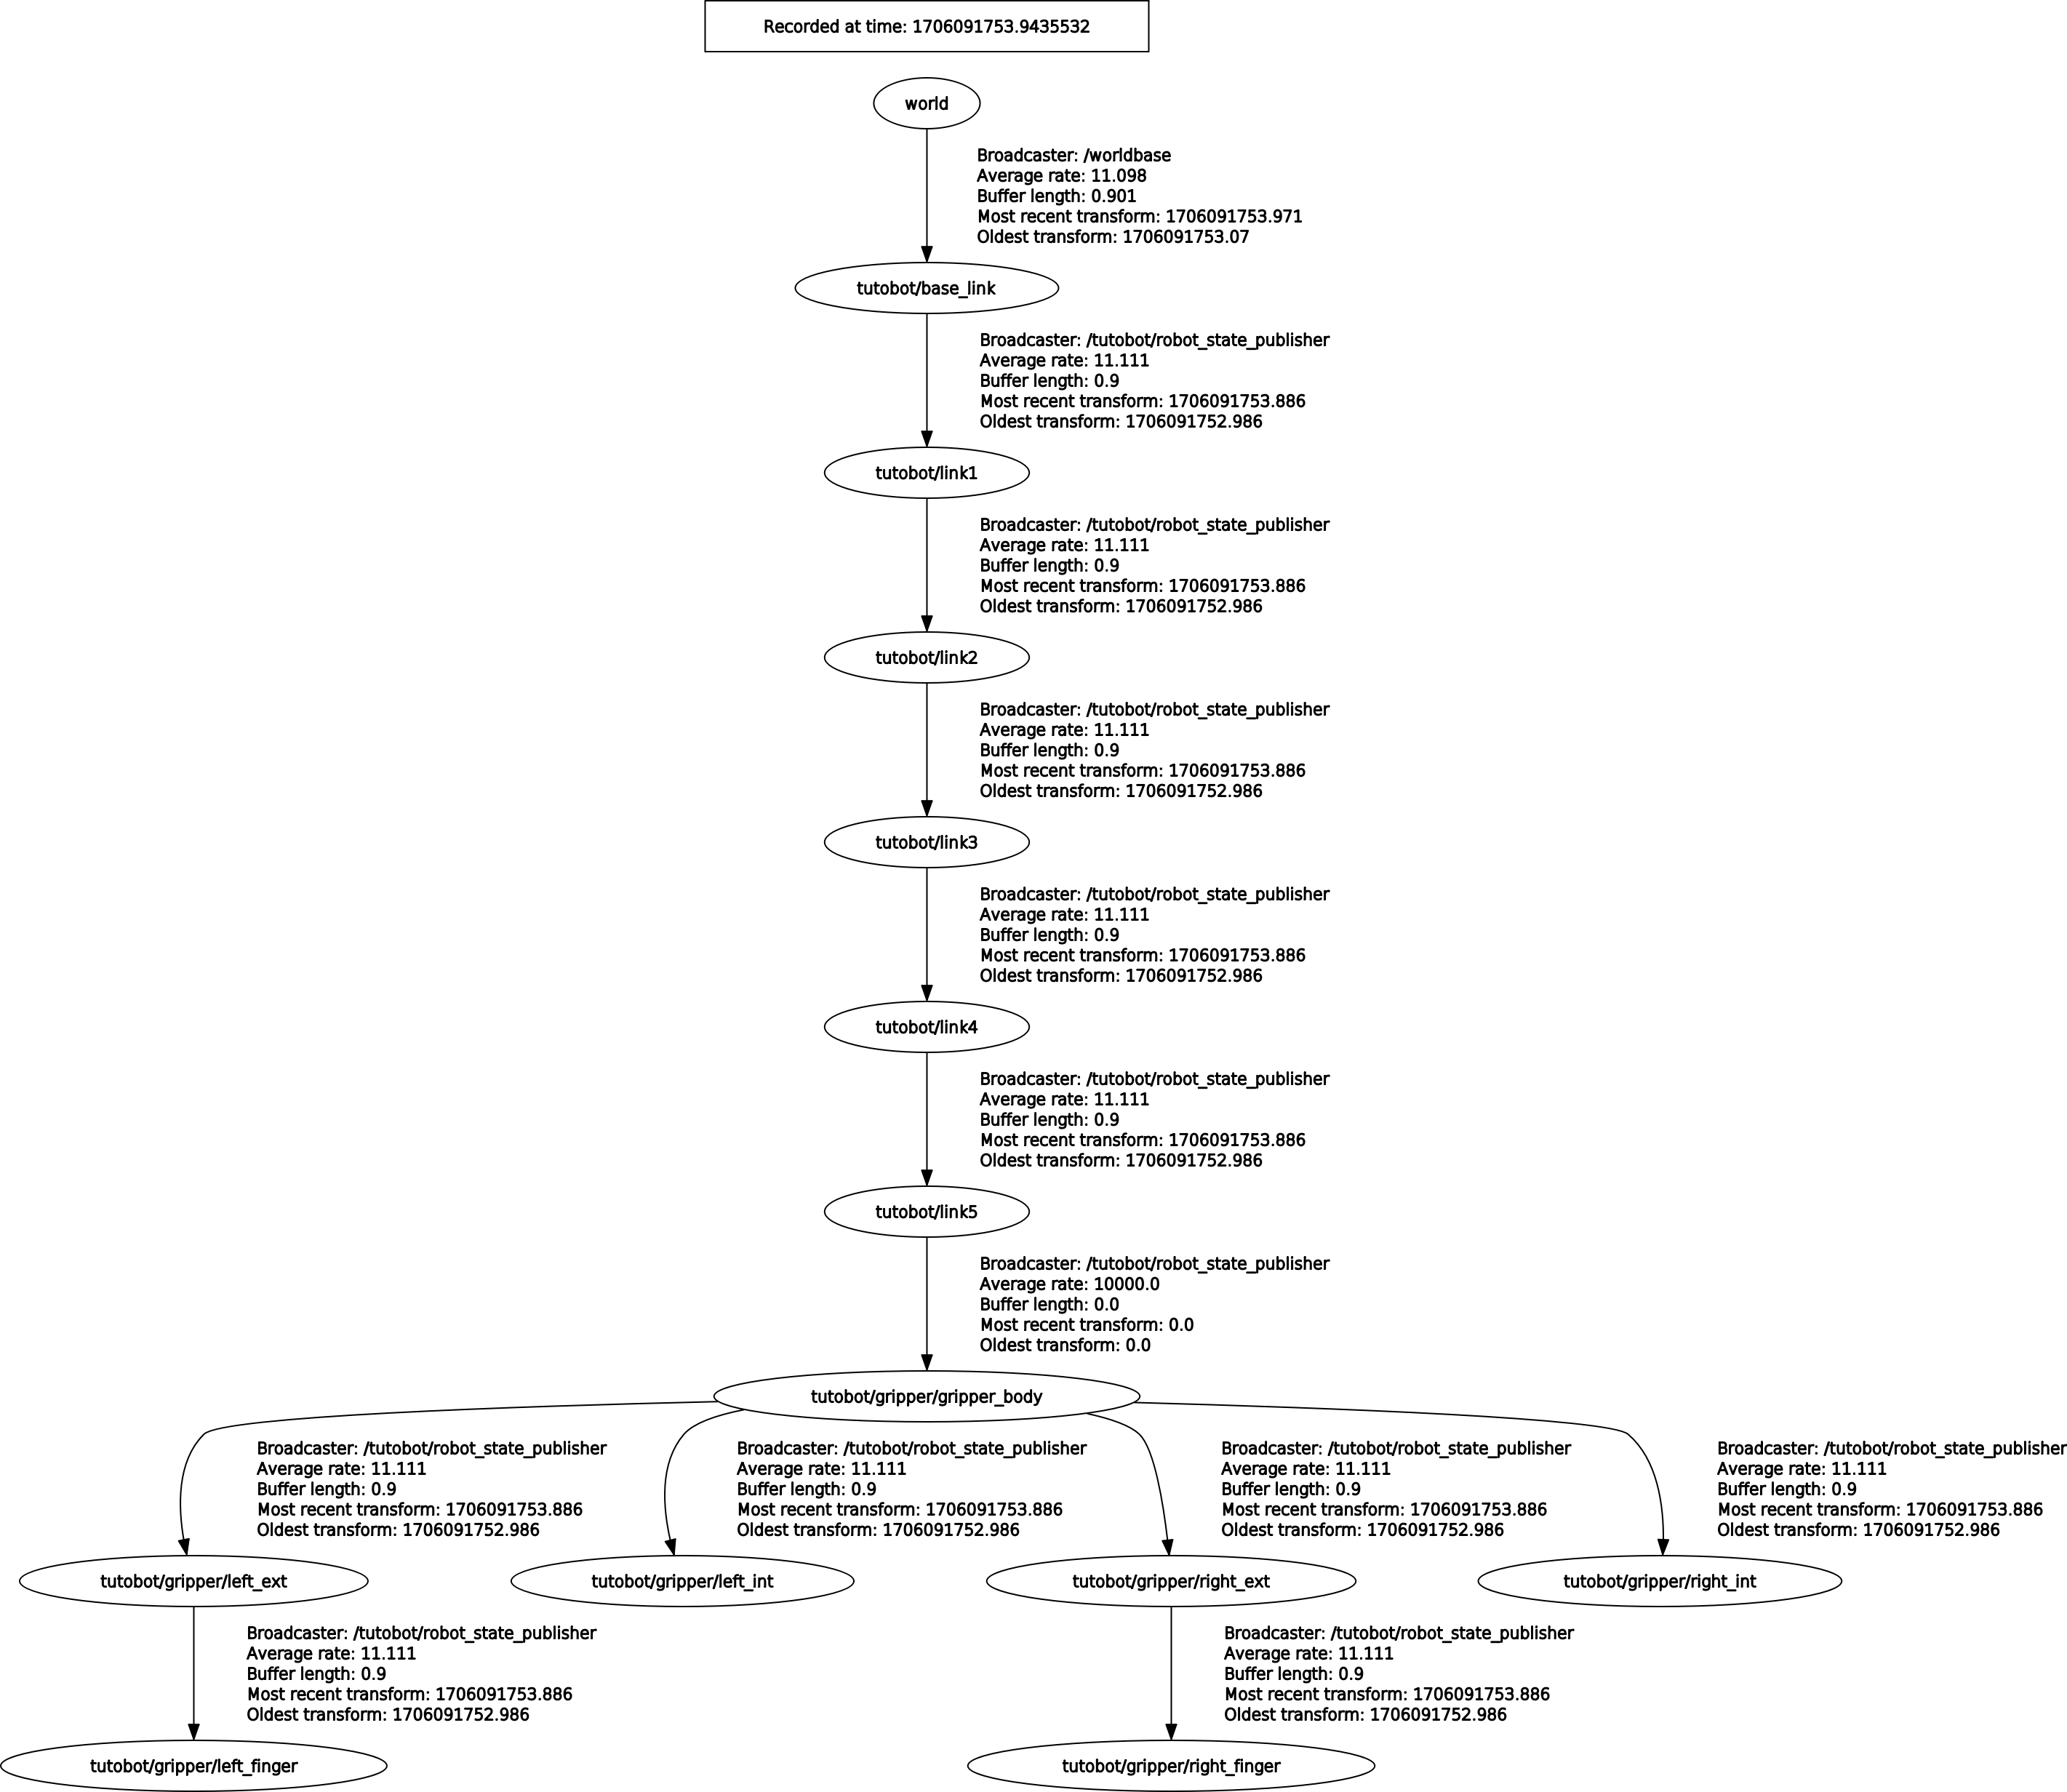 Recorded at time: 1706091753.9435532
world
Broadcaster: /worldbase
Average rate: 11.098
Buffer length: 0.901
Most recent transform: 1706091753.971
Oldest transform: 1706091753.07
tutobot/base_link
Broadcaster: /tutobot/robot_state_publisher
Average rate: 11.111
Buffer length: 0.9
Most recent transform: 1706091753.886
Oldest transform: 1706091752.986
tutobot/link1
Broadcaster: /tutobot/robot_state_publisher
Average rate: 11.111
Buffer length: 0.9
Most recent transform: 1706091753.886
Oldest transform: 1706091752.986
tutobot/link2
Broadcaster: /tutobot/robot_state_publisher
Average rate: 11.111
Buffer length: 0.9
Most recent transform: 1706091753.886
Oldest transform: 1706091752.986
tutobot/link3
Broadcaster: /tutobot/robot_state_publisher
Average rate: 11.111
Buffer length: 0.9
Most recent transform: 1706091753.886
Oldest transform: 1706091752.986
tutobot/link4
Broadcaster: /tutobot/robot_state_publisher
Average rate: 11.111
Buffer length: 0.9
Most recent transform: 1706091753.886
Oldest transform: 1706091752.986
tutobot/link5
Broadcaster: /tutobot/robot_state_publisher
Average rate: 10000.0
Buffer length: 0.0
Most recent transform: 0.0
Oldest transform: 0.0
tutobot/gripper/gripper_body
Broadcaster: /tutobot/robot_state_publisher
Average rate: 11.111
Buffer length: 0.9
Most recent transform: 1706091753.886
Oldest transform: 1706091752.986
Broadcaster: /tutobot/robot_state_publisher
Average rate: 11.111
Buffer length: 0.9
Most recent transform: 1706091753.886
Oldest transform: 1706091752.986
Broadcaster: /tutobot/robot_state_publisher
Average rate: 11.111
Buffer length: 0.9
Most recent transform: 1706091753.886
Oldest transform: 1706091752.986
Broadcaster: /tutobot/robot_state_publisher
Average rate: 11.111
Buffer length: 0.9
Most recent transform: 1706091753.886
Oldest transform: 1706091752.986
tutobot/gripper/left_ext
tutobot/gripper/left_int
tutobot/gripper/right_ext
tutobot/gripper/right_int
Broadcaster: /tutobot/robot_state_publisher
Average rate: 11.111
Buffer length: 0.9
Most recent transform: 1706091753.886
Oldest transform: 1706091752.986
Broadcaster: /tutobot/robot_state_publisher
Average rate: 11.111
Buffer length: 0.9
Most recent transform: 1706091753.886
Oldest transform: 1706091752.986
tutobot/gripper/left_finger
tutobot/gripper/right_finger